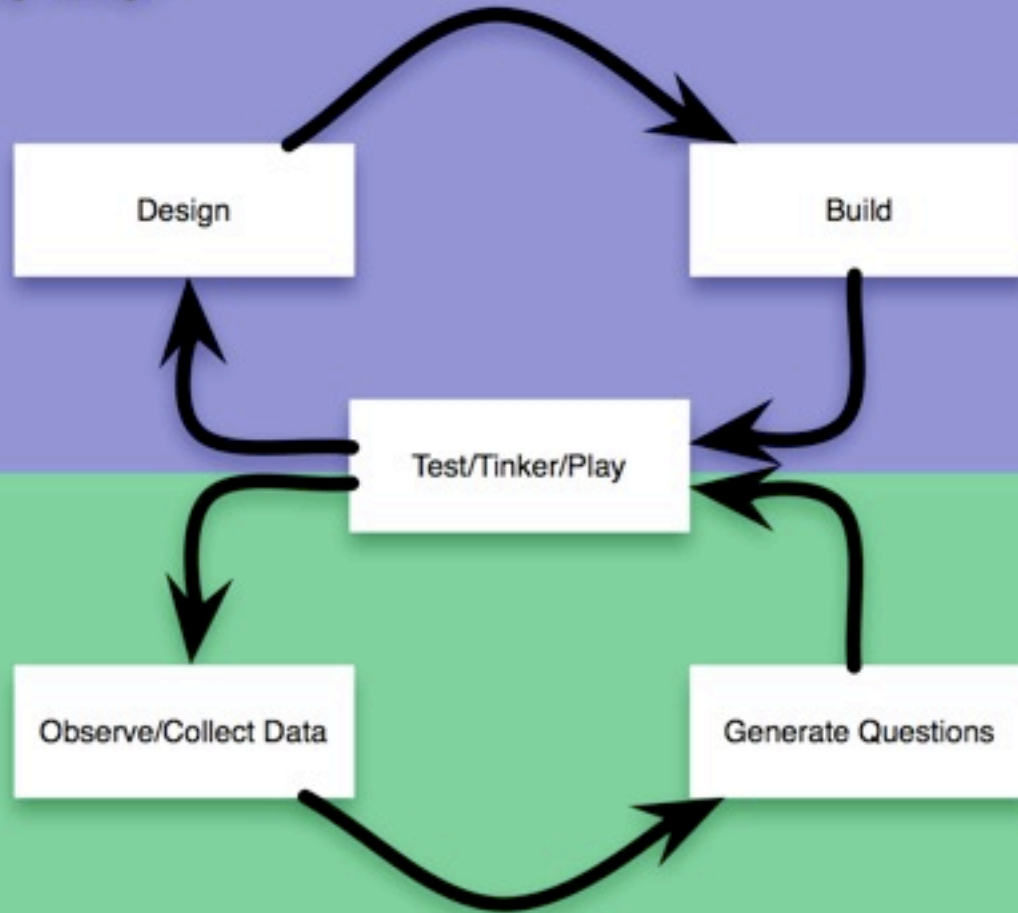 Design
Build
Test/Tinker/Play
Observe/Collect Data
Generate Questions